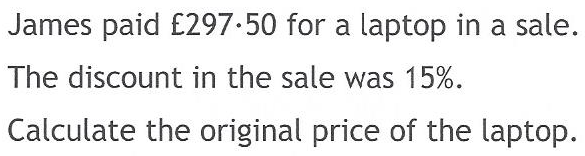 James paid £297·50 for a laptop in a sale.
The discount in the sale was 15%.
Calculate the original price of the laptop.